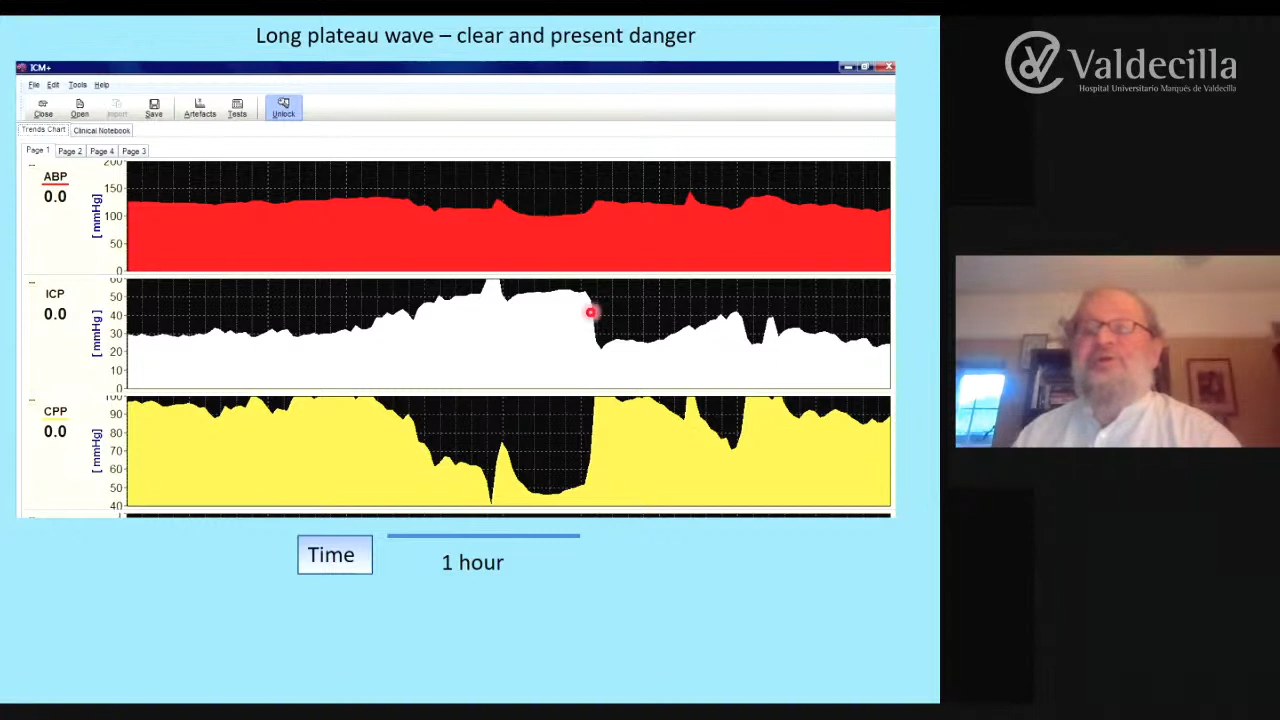 Long plateau wave – clear and present danger
ICM+
File Edit Tools Help
Close Open Import Save Artefacts Tests Unlock
Trends Chart Clinical Notebook
Page 1 Page 2 Page 4 Page 3
ABP
0.0
[ mmHg]
200
150
100
50
0
ICP
0.0
[ mmHg]
60
50
40
30
20
10
0
CPP
0.0
[ mmHg]
100
90
80
70
60
50
40
Time
1 hour
Valdecilla
Hospital Universitario Marqués de Valdecilla